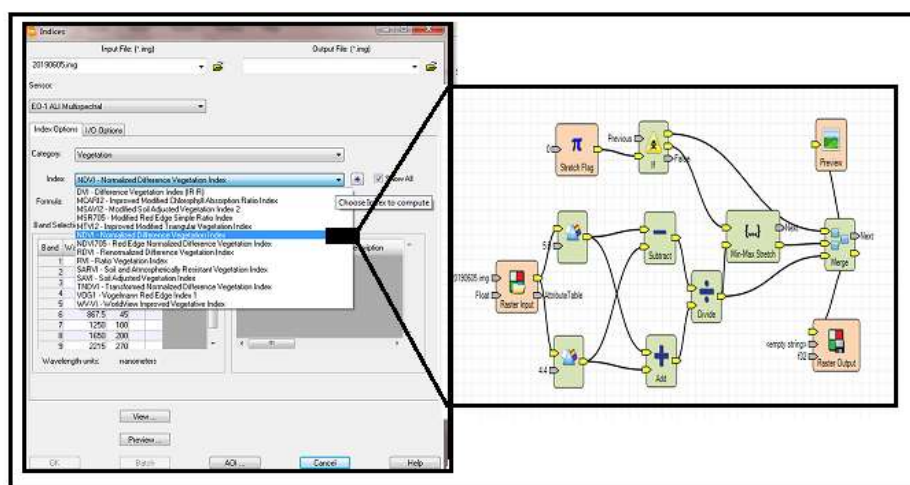 Indices
Input File: (*.img)
Output File: (*.img)
20190605.img
Sensor:
EO-1 ALI Multispectral
Index Options
I/O Options
Category:
Vegetation
Index:
NDVI - Normalized Difference Vegetation Index
Show All
DVI - Difference Vegetation Index (IR R)
MCARI2 - Improved Modified Chlorophyll Absorption Ratio Index
Choose Index to compute
Formula:
MSAVI2 - Modified Soil Adjusted Vegetation Index 2
MSR705 - Modified Red Edge Simple Ratio Index
MTVI2 - Improved Modified Triangular Vegetation Index
Band Selecti
NDVI - Normalized Difference Vegetation Index
NDVI705 - Red Edge Normalized Difference Vegetation Index
Band
RDVI - Renormalized Difference Vegetation Index
1
RVI - Ratio Vegetation Index
2
SARVI - Soil and Atmospherically Resistant Vegetation Index
3
SAVI - Soil Adjusted Vegetation Index
4
TNDVI - Transformed Normalized Difference Vegetation Index
VOG1 - Vogelmann Red Edge Index 1
5
WV-VI - WorldView Improved Vegetative Index
6 867.5 45
7 1250 100
8 1650 200
9 2215 270
Wavelength units: nanometers
View ...
Preview ...
OK
Batch
AOI ...
Cancel
Help
0
π
Stretch Flag
Previous
If
False
Preview
Subtract
{...}
Next
Min-Max Stretch
Next
Merge
20190605.img
Float
Raster Input
AttributeTable
Divide
4:4
Add
<empty string>
f32
Raster Output